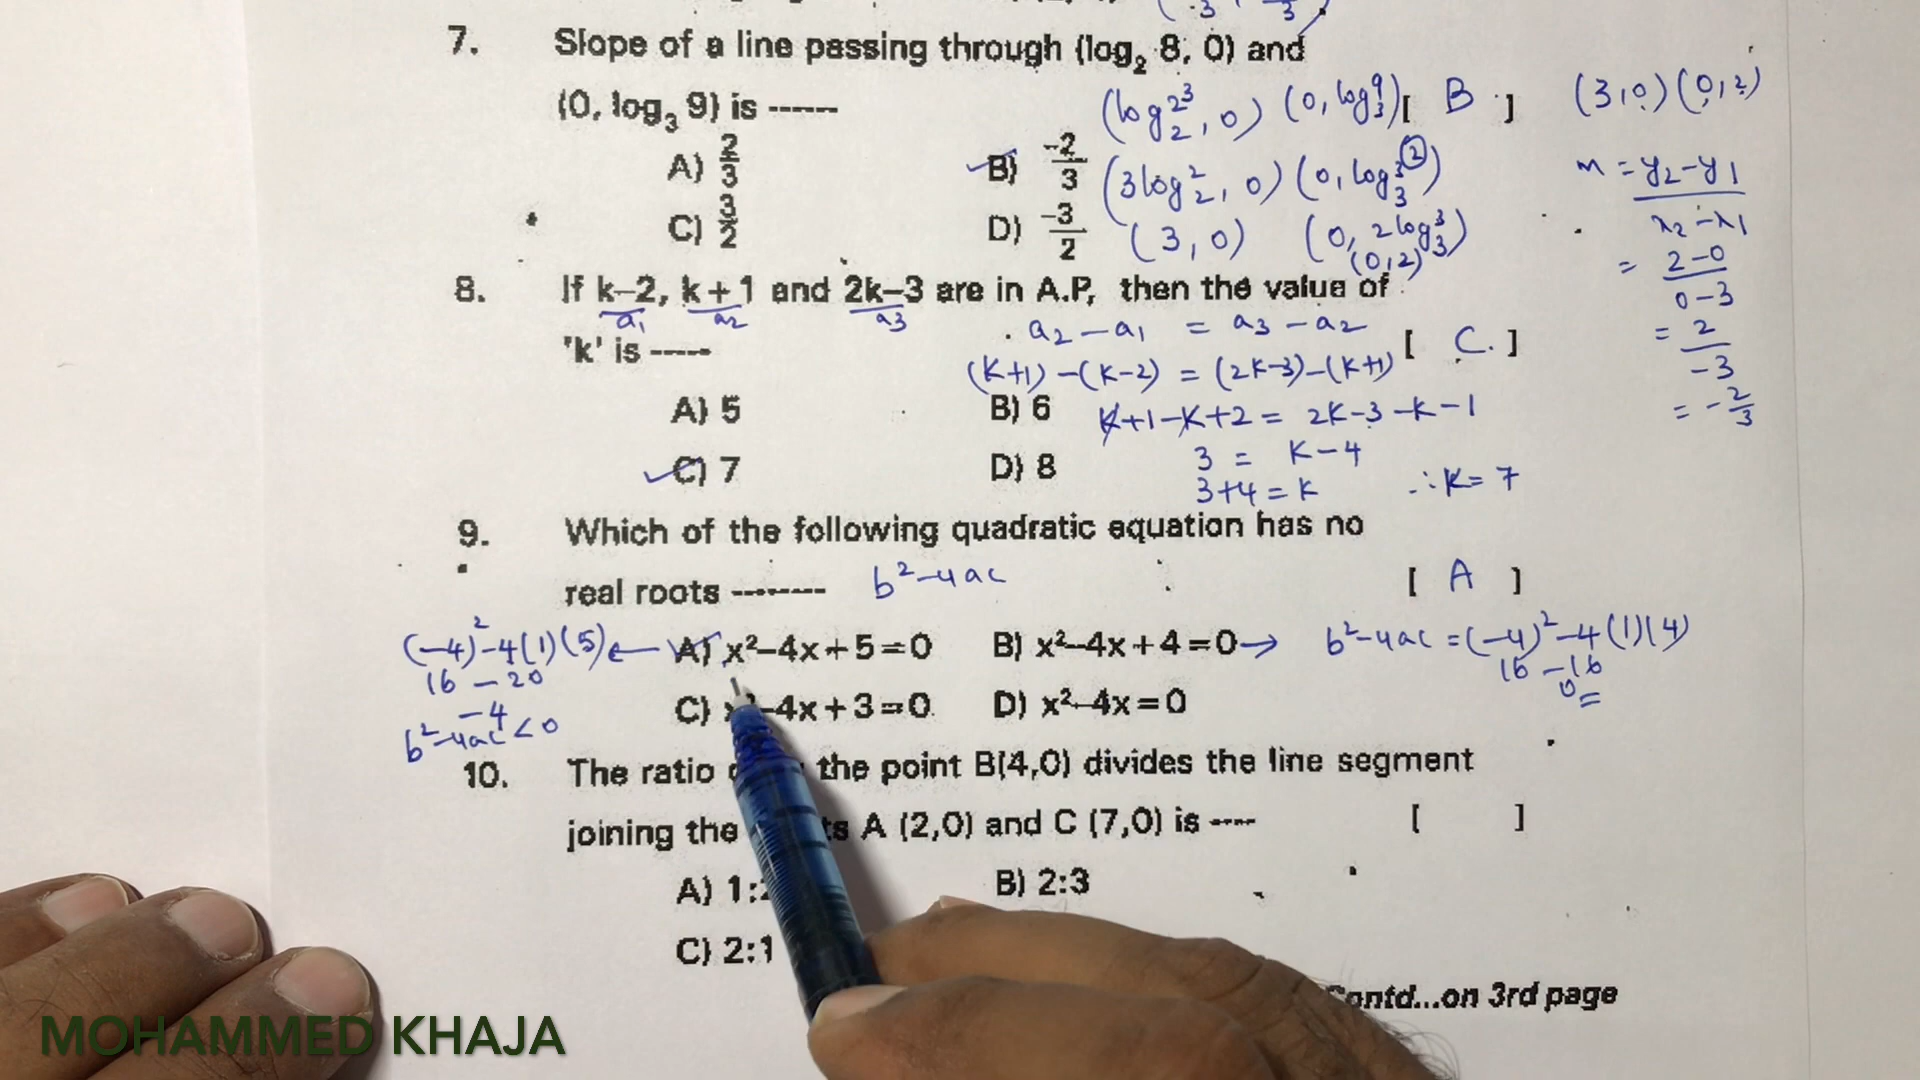 7. Slope of a line passing through (log₂ 8, 0) and
(0, log₃ 9) is ------
(log₂ 2³, 0) (0, log₃ 9) [ B ] (3,0) (0,2)
A) 2/3 B) -2/3 (3log₂ 2, 0) (0, log₃ 3²) m = y₂-y₁/x₂-x₁
C) 3/2 D) -3/2 (3, 0) (0, 2log₃ 3)
(0,2)
= 2-0/0-3
8. If k-2, k+1 and 2k-3 are in A.P, then the value of
a₁ a₂ a₃
'k' is -----
a₂ - a₁ = a₃ - a₂ [ C. ] = 2/-3
(k+1) - (k-2) = (2k-3) - (k+1)
A) 5 B) 6 k+1-k+2 = 2k-3-k-1 = -2/3
3 = k-4
C) 7 D) 8
3+4 = k ∴ k = 7
9. Which of the following quadratic equation has no
real roots -------- b²-4ac [ A ]
(-4)²-4(1)(5) ← A) x²-4x+5=0 B) x²-4x+4=0 → b²-4ac = (-4)²-4(1)(4)
16 - 20 16 - 16
- 4 0
C) -4x+3=0 D) x²-4x=0
b²-4ac < 0
10. The ratio the point B(4,0) divides the line segment
joining the A (2,0) and C (7,0) is ---- [ ]
A) 1: B) 2:3
C) 2:1
Contd...on 3rd page
MOHAMMED KHAJA